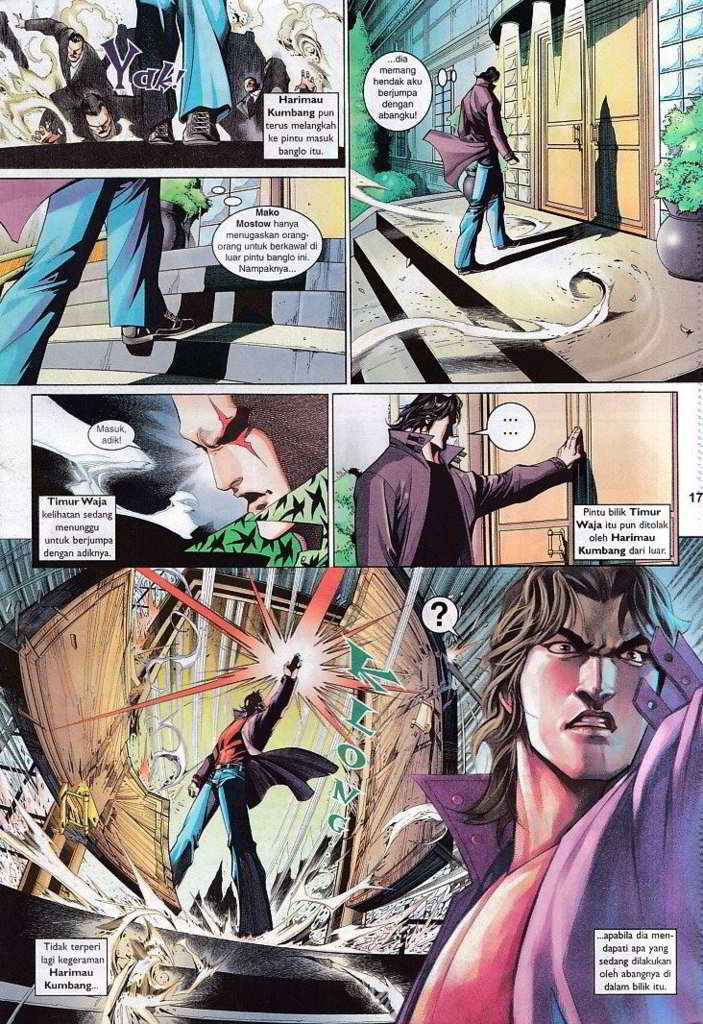 Yak!
Harimau
Kumbang pun
terus melangkah
ke pintu masuk
banglo itu.
Mako
Mostow hanya
menugaskan orang-
orang untuk berkawal di
luar pintu banglo ini.
Nampaknya...
...dia
memang
hendak aku
berjumpa
dengan
abangku!
Masuk,
adik!
Timur Waja
kelihatan sedang
menunggu
untuk berjumpa
dengan adiknya.
...
...
Pintu bilik Timur
Waja itu pun ditolak
oleh Harimau
Kumbang dari luar.
17
?
KLONG
Tidak terperi
lagi kegeraman
Harimau
Kumbang...
...apabila dia men-
dapati apa yang
sedang dilakukan
oleh abangnya di
dalam bilik itu.